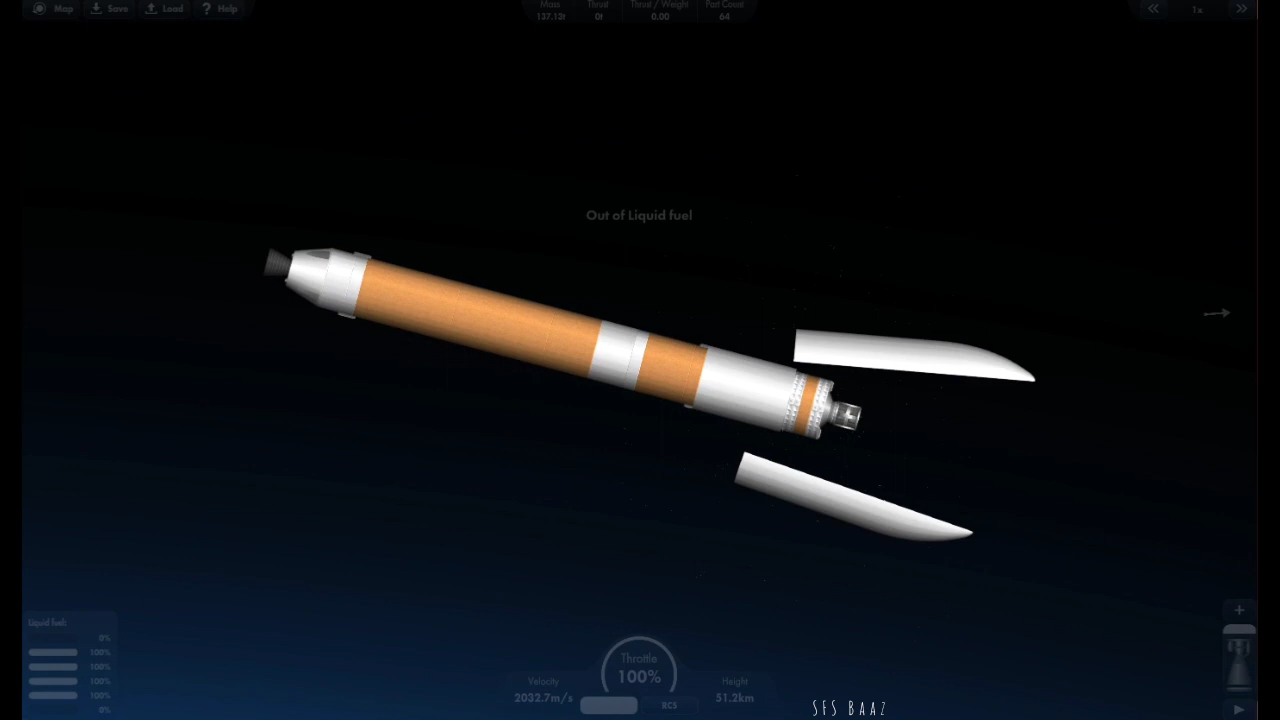 Map Save Load ? Help
Mass Thrust Thrust / Weight Part Count
137.13t 0t 0.00 64
1x
Out of Liquid fuel
Liquid fuel:
0%
100%
100%
100%
100%
0%
Throttle
100%
Velocity
2032.7m/s
Height
51.2km
RCS
SFS BAAZ